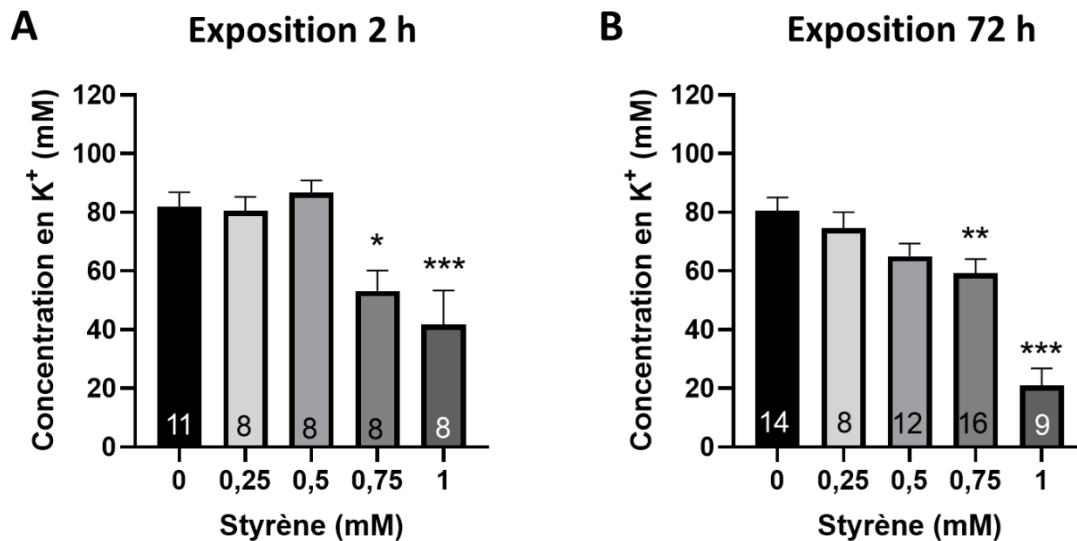 A Exposition 2 h
Concentration en K⁺ (mM)
120
100
80
60
40
20
0
* ***
11 8 8 8 8
0 0,25 0,5 0,75 1
Styrène (mM)
B Exposition 72 h
Concentration en K⁺ (mM)
120
100
80
60
40
20
0
** ***
14 8 12 16 9
0 0,25 0,5 0,75 1
Styrène (mM)